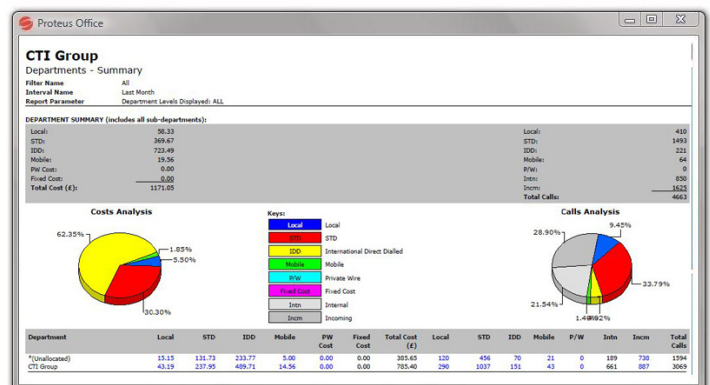 Proteus Office
CTI Group
Departments - Summary
Filter Name All
Interval Name Last Month
Report Parameter Department Levels Displayed: ALL
DEPARTMENT SUMMARY (includes all sub-departments):
Local: 58.33 Local: 410
STD: 369.67 STD: 1493
IDD: 723.49 IDD: 221
Mobile: 19.56 Mobile: 64
PW Cost: 0.00 P/W: 0
Fixed Cost: 0.00 Intn: 850
Total Cost (£): 1171.05 Incm: 1625
Total Calls: 4663
Costs Analysis
62.35%
1.85%
5.50%
30.30%
Keys:
Local Local
STD STD
IDD International Direct Dialled
Mobile Mobile
P/W Private Wire
Fixed Cost Fixed Cost
Intn Internal
Incm Incoming
Calls Analysis
28.90%
9.45%
33.79%
21.54%
Department Local STD IDD Mobile PW Cost Fixed Cost Total Cost (£) Local STD IDD Mobile P/W Intn Incm Total Calls
*(Unallocated) 15.15 131.73 233.77 5.00 0.00 0.00 385.65 120 456 70 21 0 189 738 1594
CTI Group 43.19 237.95 489.71 14.56 0.00 0.00 785.40 290 1037 151 43 0 661 887 3069